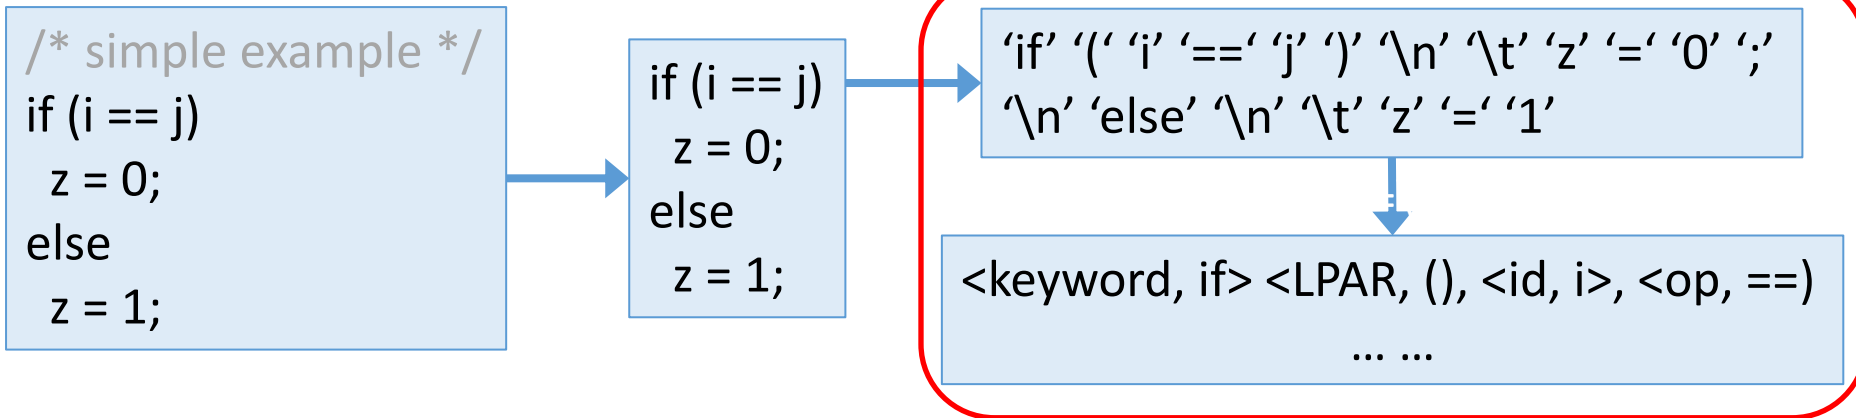 /* simple example */
if (i == j)
z = 0;
else
z = 1;
if (i == j)
z = 0;
else
z = 1;
‘if’ ‘(‘ ‘i’ ‘==‘ ‘j’ ‘)’ ‘\n’ ‘\t’ ‘z’ ‘=‘ ‘0’ ‘;’
‘\n’ ‘else’ ‘\n’ ‘\t’ ‘z’ ‘=‘ ‘1’
<keyword, if> <LPAR, (), <id, i>, <op, ==)
... ...